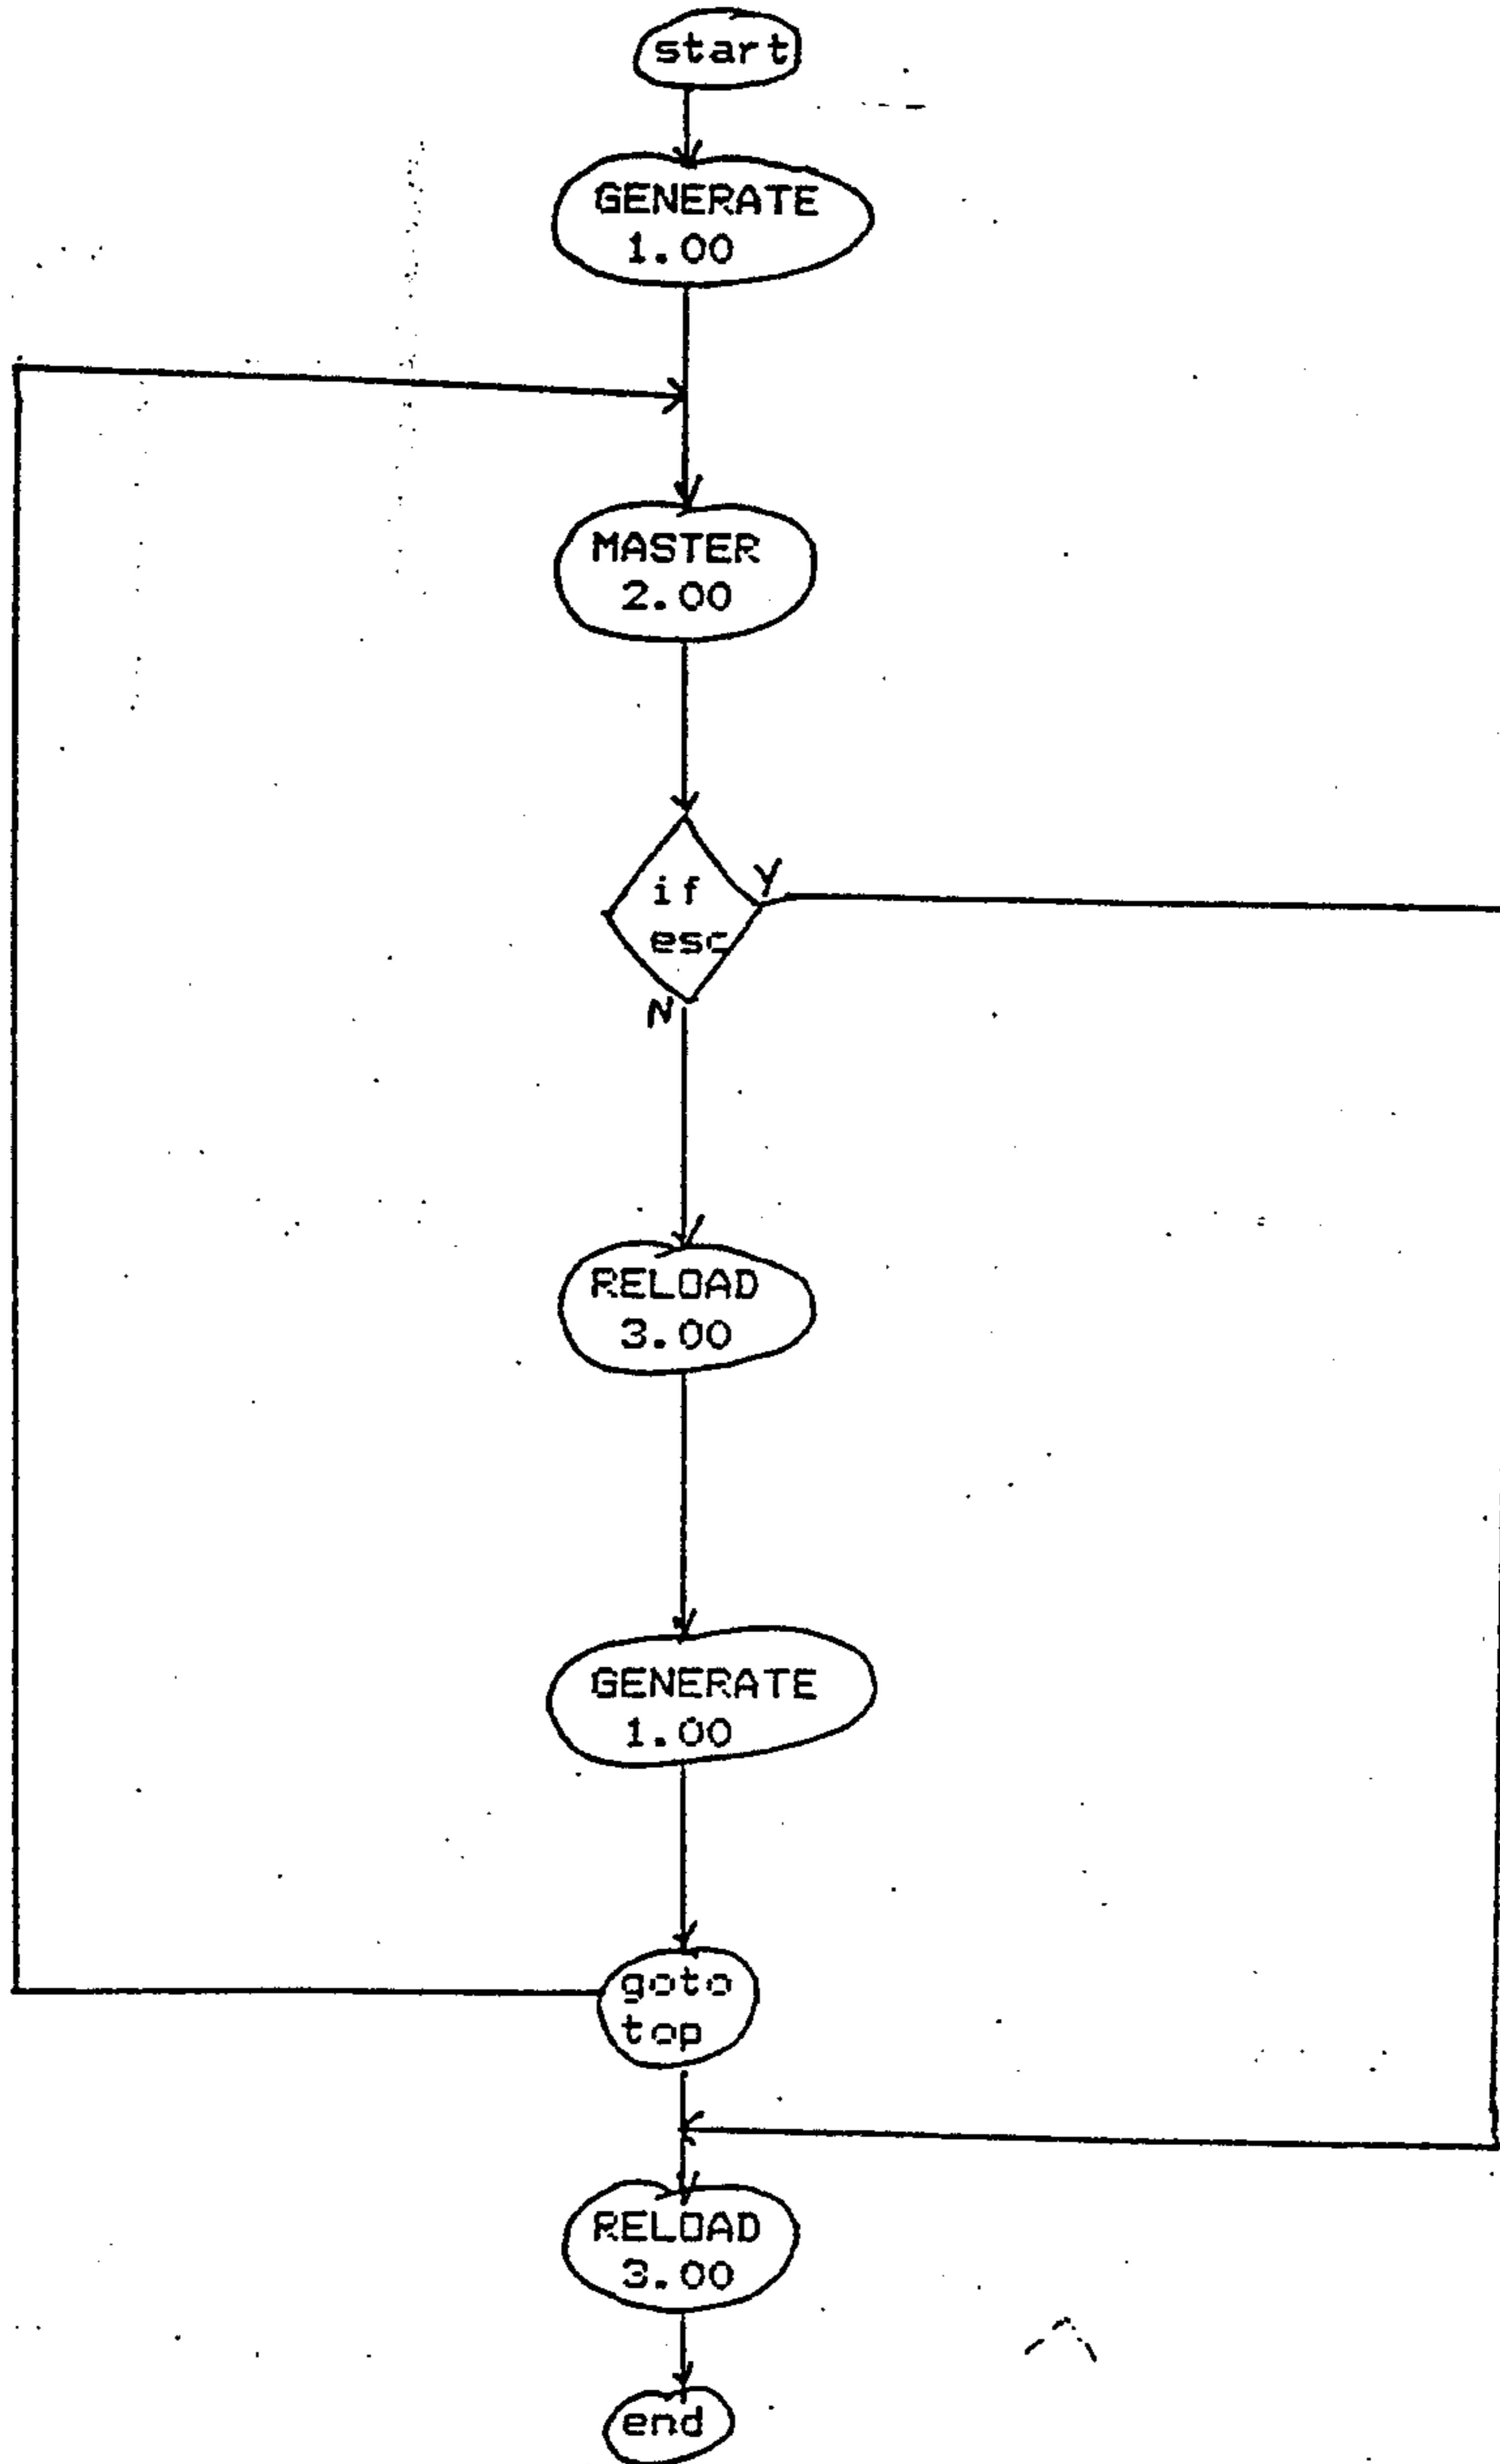 start
GENERATE
1.00
MASTER
2.00
if
esc
Y
N
RELOAD
3.00
GENERATE
1.00
goto
top
RELOAD
3.00
end